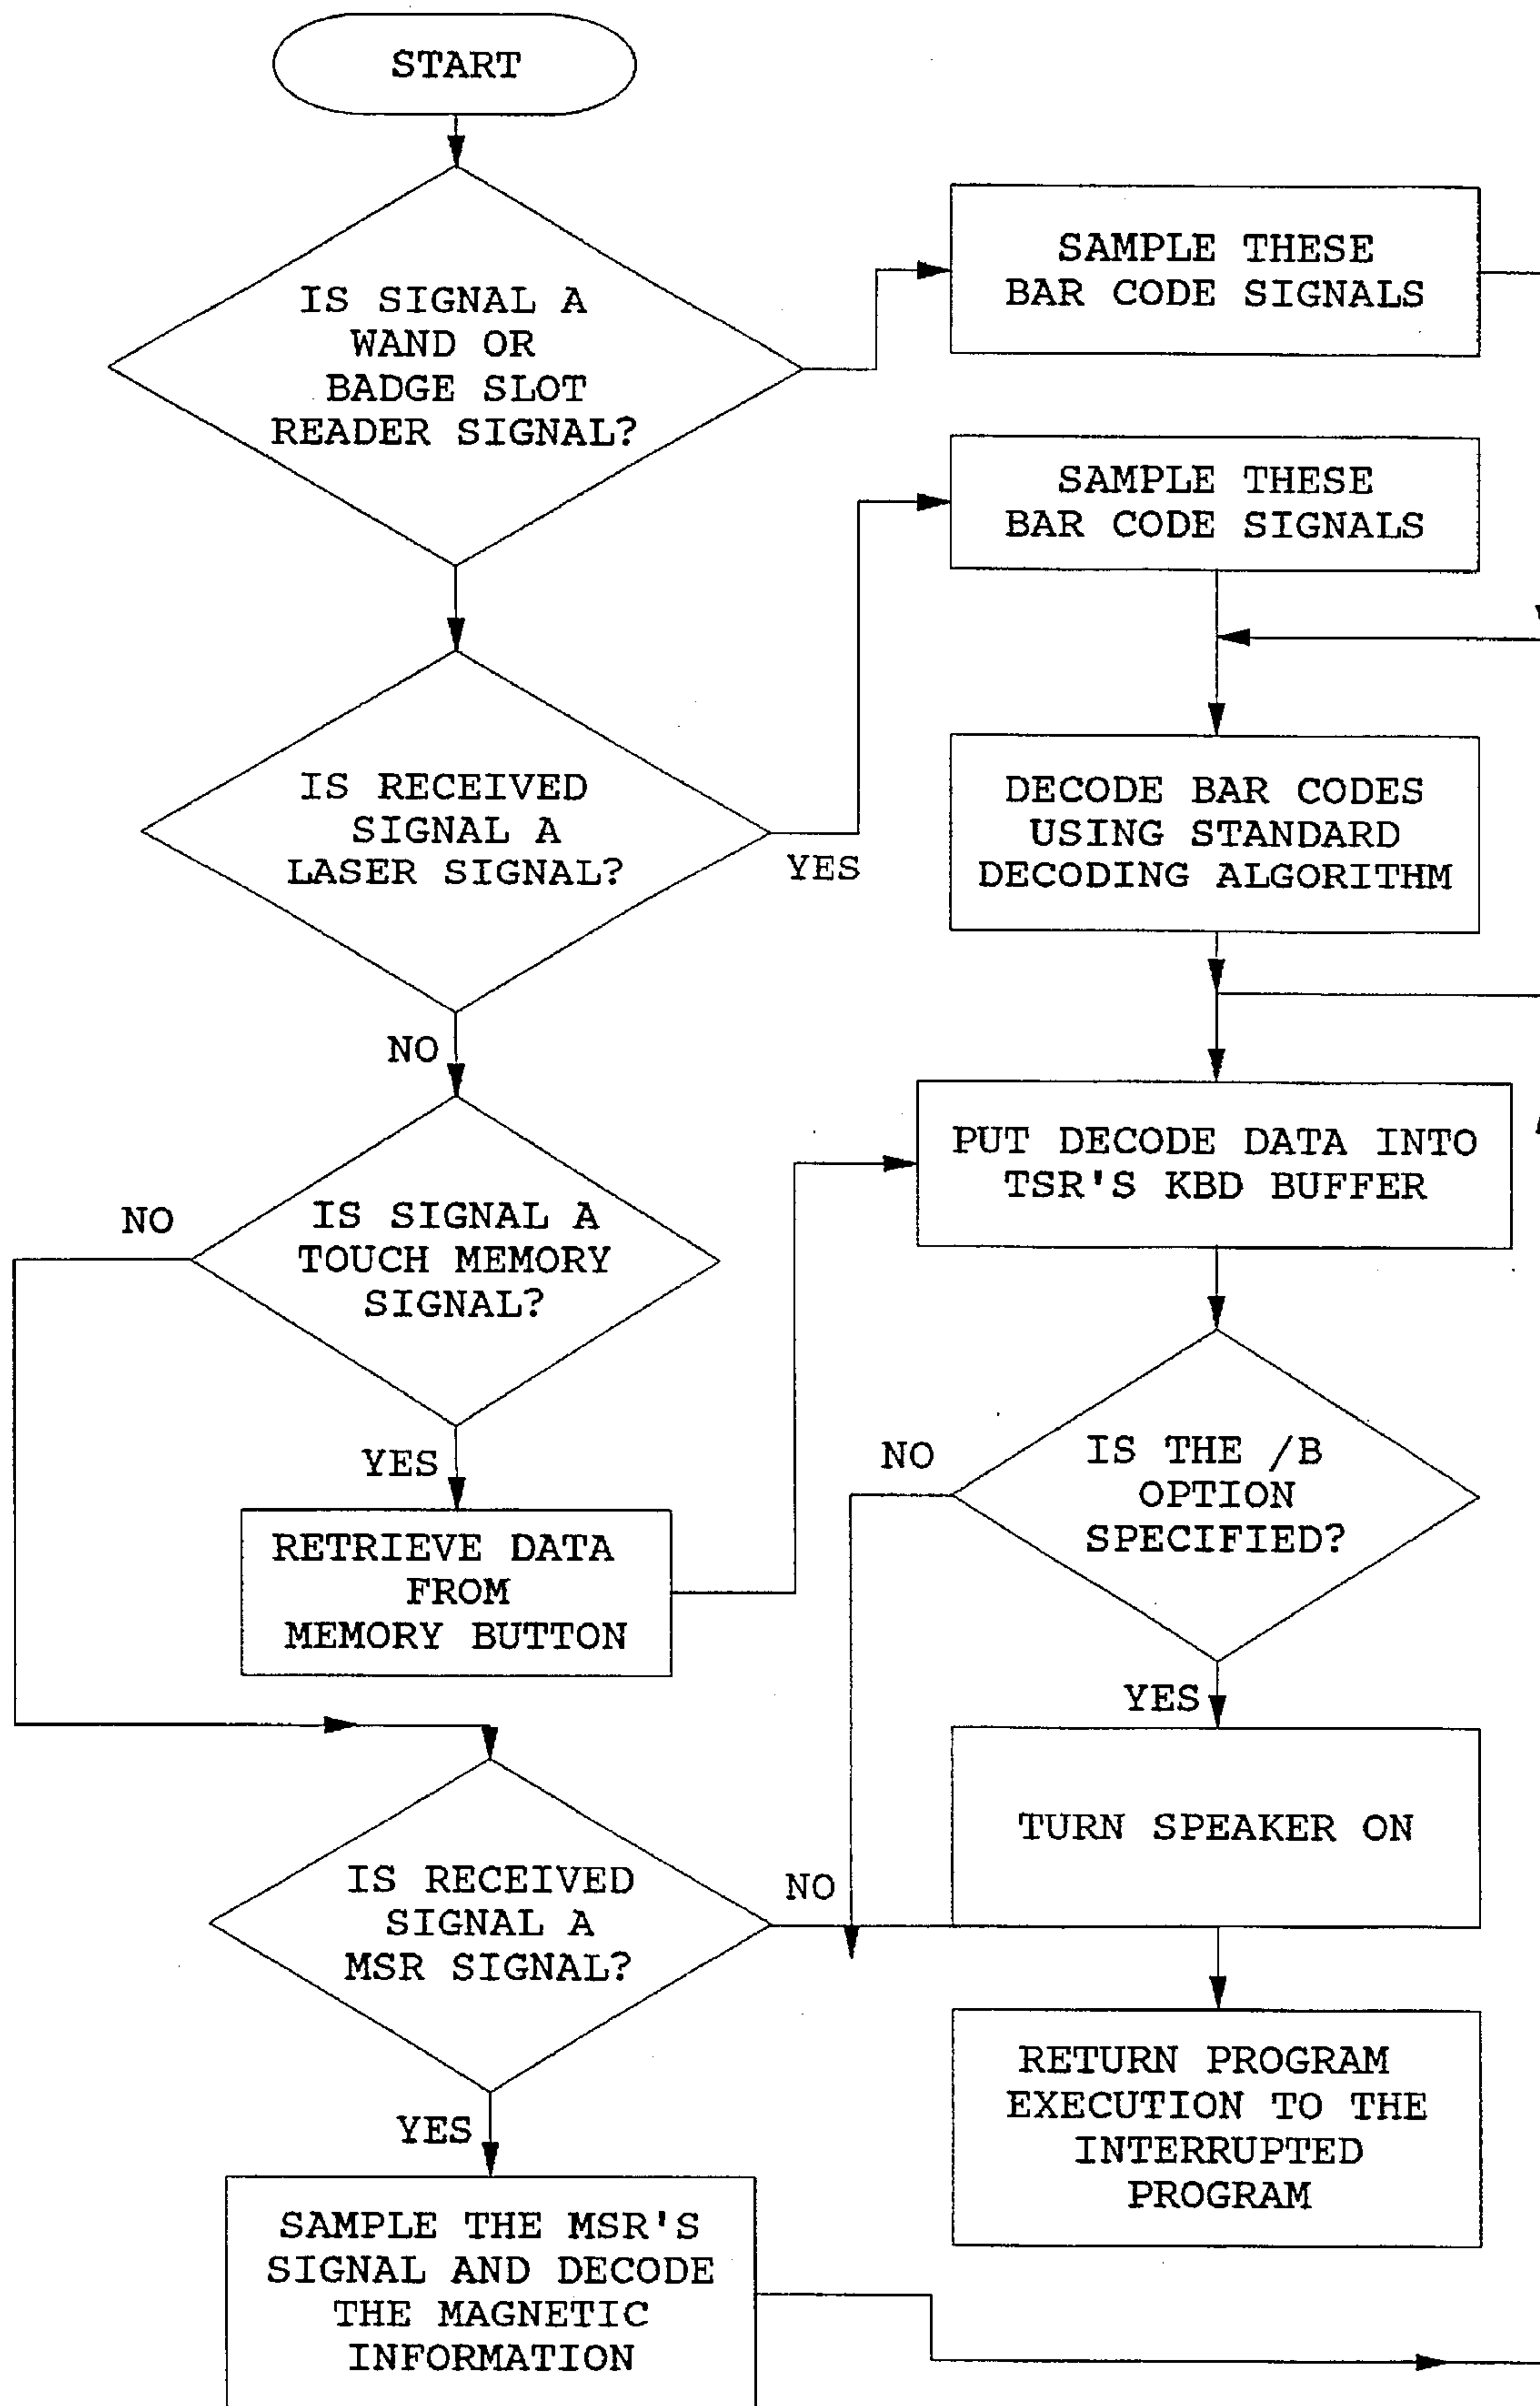 START
IS SIGNAL A
WAND OR
BADGE SLOT
READER SIGNAL?
SAMPLE THESE
BAR CODE SIGNALS
SAMPLE THESE
BAR CODE SIGNALS
IS RECEIVED
SIGNAL A
LASER SIGNAL?
YES
NO
DECODE BAR CODES
USING STANDARD
DECODING ALGORITHM
PUT DECODE DATA INTO
TSR'S KBD BUFFER
NO
IS SIGNAL A
TOUCH MEMORY
SIGNAL?
YES
RETRIEVE DATA
FROM
MEMORY BUTTON
NO
IS THE /B
OPTION
SPECIFIED?
YES
TURN SPEAKER ON
IS RECEIVED
SIGNAL A
MSR SIGNAL?
NO
YES
RETURN PROGRAM
EXECUTION TO THE
INTERRUPTED
PROGRAM
SAMPLE THE MSR'S
SIGNAL AND DECODE
THE MAGNETIC
INFORMATION